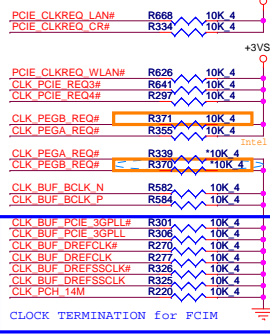 PCIE_CLKREQ_LAN# R668 10K_4
PCIE_CLKREQ_CR# R334 10K_4
+3VS
PCIE_CLKREQ_WLAN# R626 10K_4
CLK_PCIE_REQ3# R641 10K_4
CLK_PCIE_REQ4# R297 10K_4
CLK_PEGB_REQ# R371 10K_4
CLK_PEGA_REQ# R355 10K_4
Intel
CLK_PEGA_REQ# R339 *10K_4
CLK_PEGB_REQ# R370 *10K_4
CLK_BUF_BCLK_N R582 10K_4
CLK_BUF_BCLK_P R584 10K_4
CLK_BUF_PCIE_3GPLL# R301 10K_4
CLK_BUF_PCIE_3GPLL R306 10K_4
CLK_BUF_DREFCLK# R270 10K_4
CLK_BUF_DREFCLK R277 10K_4
CLK_BUF_DREFSSCLK# R326 10K_4
CLK_BUF_DREFSSCLK R325 10K_4
CLK_PCH_14M R220 10K_4
CLOCK TERMINATION for FCIM